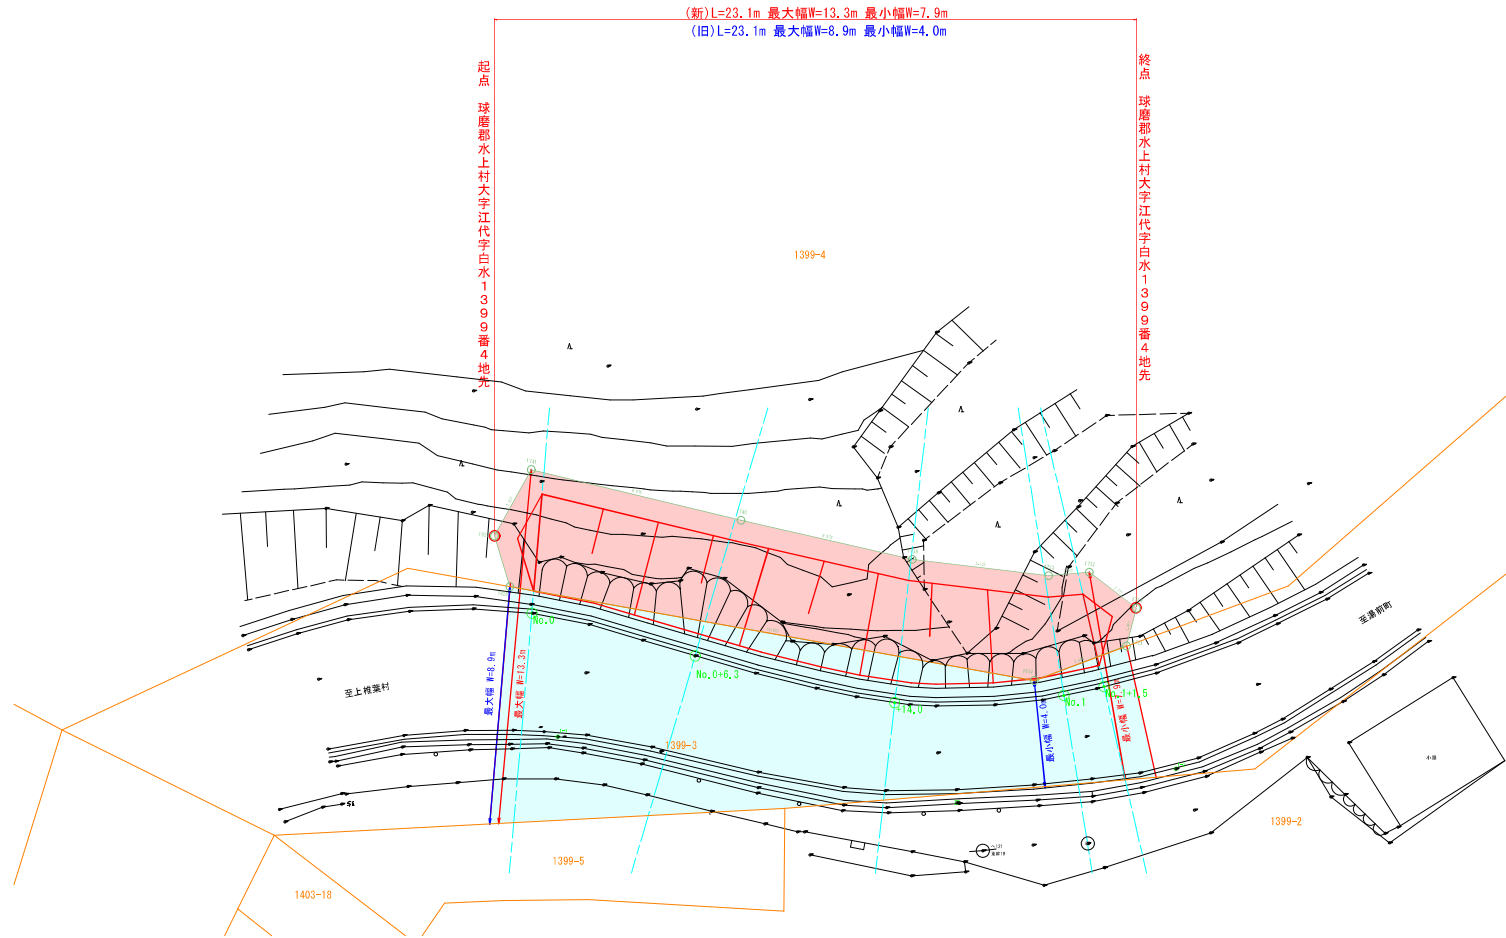 (新)L=23.1m 最大幅W=13.3m 最小幅W=7.9m
(旧)L=23.1m 最大幅W=8.9m 最小幅W=4.0m
起点 球磨郡水上村大字江代字白水1399番4地先
終点 球磨郡水上村大字江代字白水1399番4地先
1399-4
至湯前町
No.0
No.0+6.3
+14.0
No.1
No.1+1.5
最大幅 W=8.9m
最大幅 W=13.3m
最小幅 W=4.0m
至上椎葉村
1399-3
小屋
1399-2
1399-5
1403-18